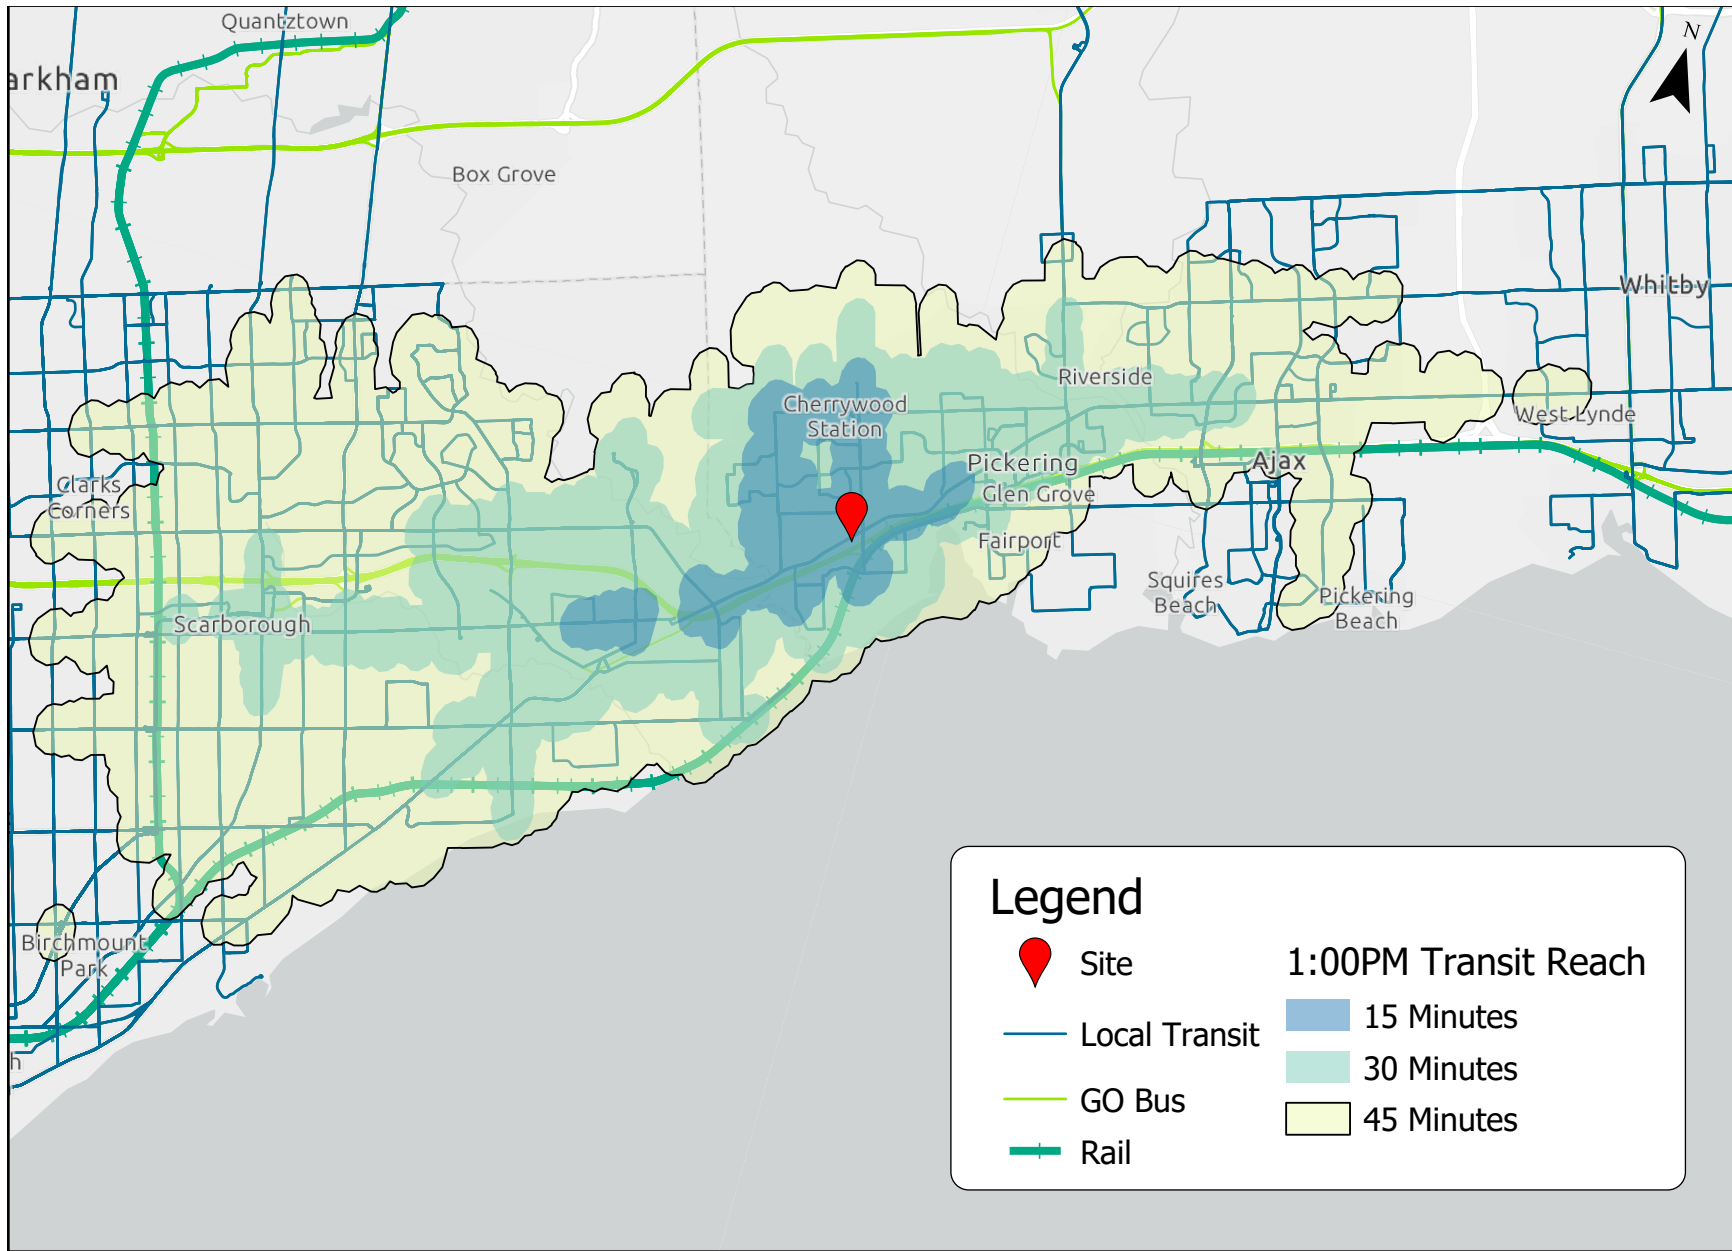 Quantztown
N
arkham
Box Grove
Whitby
Riverside
Cherrywood
Station
West Lynde
Pickering
Ajax
Clarks
Corners
Glen Grove
Fairport
Squires
Beach
Pickering
Beach
Scarborough
Birchmount
Park
h
Legend
Site
Local Transit
GO Bus
Rail
1:00PM Transit Reach
15 Minutes
30 Minutes
45 Minutes